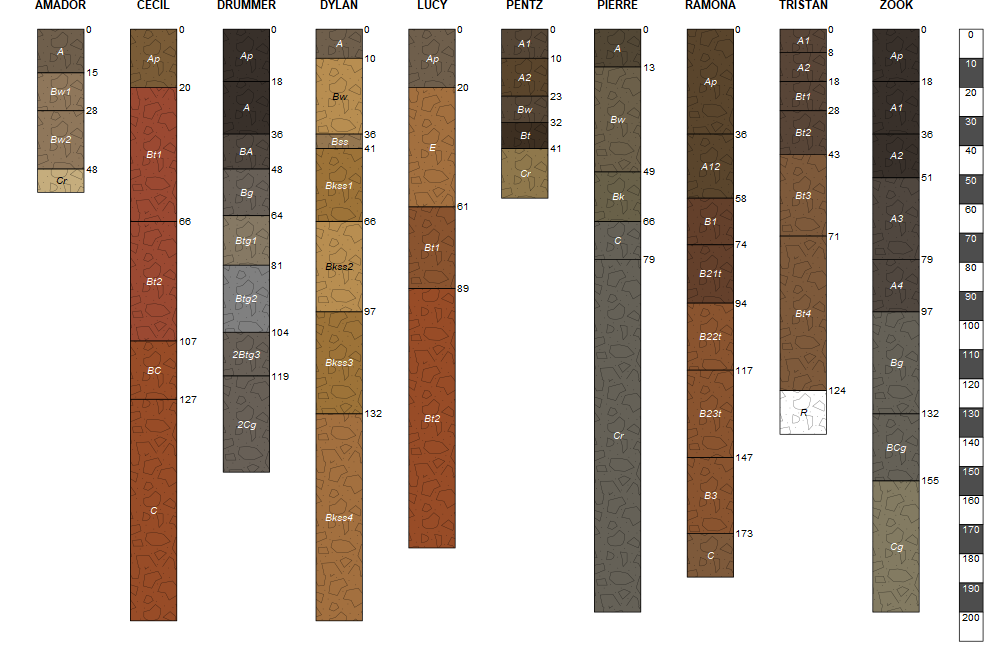 AMADOR CECIL DRUMMER DYLAN LUCY PENTZ PIERRE RAMONA TRISTAN ZOOK
0
A
15
Bw1
28
Bw2
48
Cr
0
Ap
20
Bt1
66
Bt2
107
BC
127
C
0
Ap
18
A
36
BA
48
Bg
64
Btg1
81
Btg2
104
2Btg3
119
2Cg
0
A
10
Bw
36
Bss
41
Bkss1
66
Bkss2
97
Bkss3
132
Bkss4
0
Ap
20
E
61
Bt1
89
Bt2
0
A1
10
A2
23
Bw
32
Bt
41
Cr
0
A
13
Bw
49
Bk
66
C
79
Cr
0
Ap
36
A12
58
B1
74
B21t
94
B22t
117
B23t
147
B3
173
C
0
A1
8
A2
18
Bt1
28
Bt2
43
Bt3
71
Bt4
124
R
0
Ap
18
A1
36
A2
51
A3
79
A4
97
Bg
132
BCg
155
Cg
0
10
20
30
40
50
60
70
80
90
100
110
120
130
140
150
160
170
180
190
200